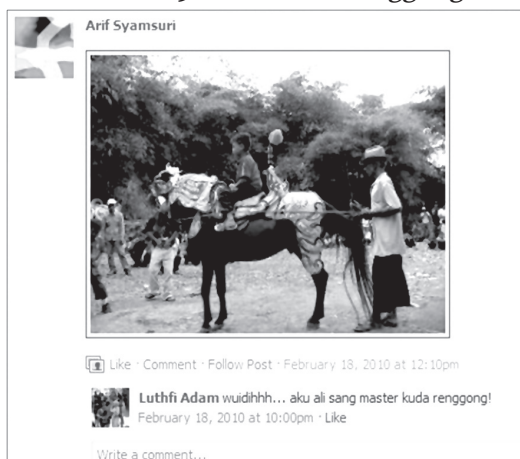 Arif Syamsuri
Like · Comment · Follow Post · February 18, 2010 at 12:10pm
Luthfi Adam wuidihhh... aku ali sang master kuda renggong!
February 18, 2010 at 10:00pm · Like
Write a comment...